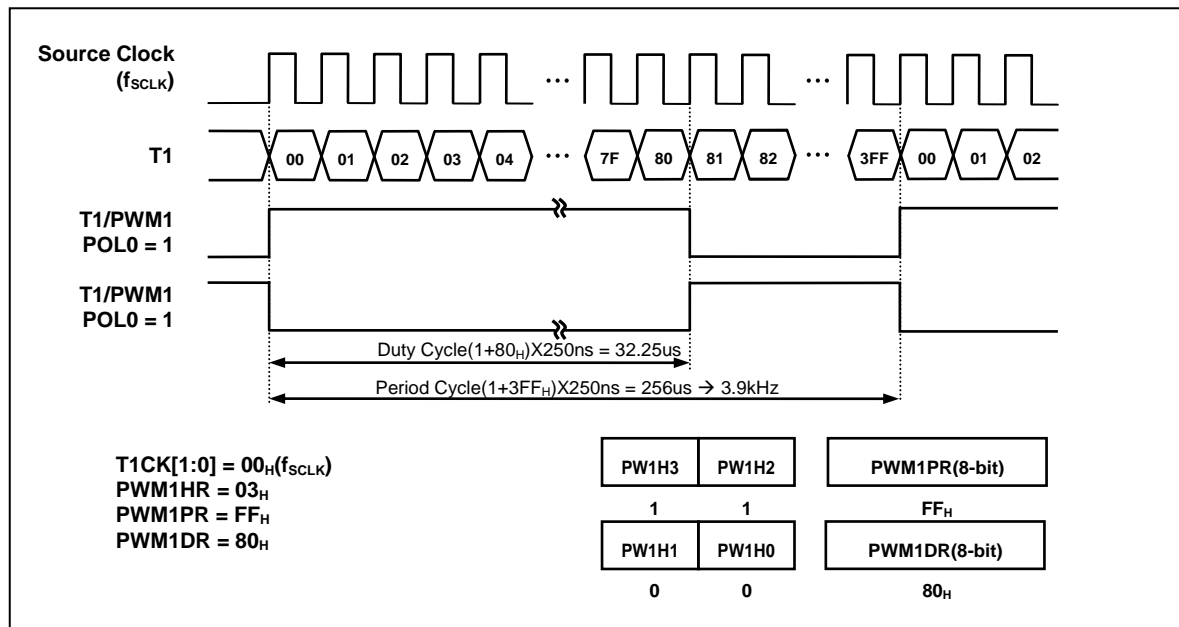 Source Clock
(fSCLK)
T1
00 01 02 03 04 ••• 7F 80 81 82 ••• 3FF 00 01 02
T1/PWM1
POL0 = 1
T1/PWM1
POL0 = 1
Duty Cycle(1+80H)X250ns = 32.25us
Period Cycle(1+3FFH)X250ns = 256us → 3.9kHz
T1CK[1:0] = 00H(fSCLK)
PWM1HR = 03H
PWM1PR = FFH
PWM1DR = 80H
PW1H3 PW1H2 PWM1PR(8-bit)
1 1 FFH
PW1H1 PW1H0 PWM1DR(8-bit)
0 0 80H